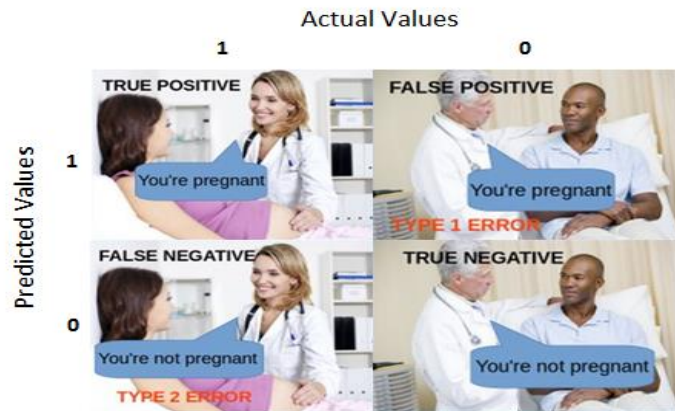 Actual Values
1
0
Predicted Values
1
TRUE POSITIVE
You're pregnant
FALSE POSITIVE
You're pregnant
TYPE 1 ERROR
0
FALSE NEGATIVE
You're not pregnant
TYPE 2 ERROR
TRUE NEGATIVE
You're not pregnant